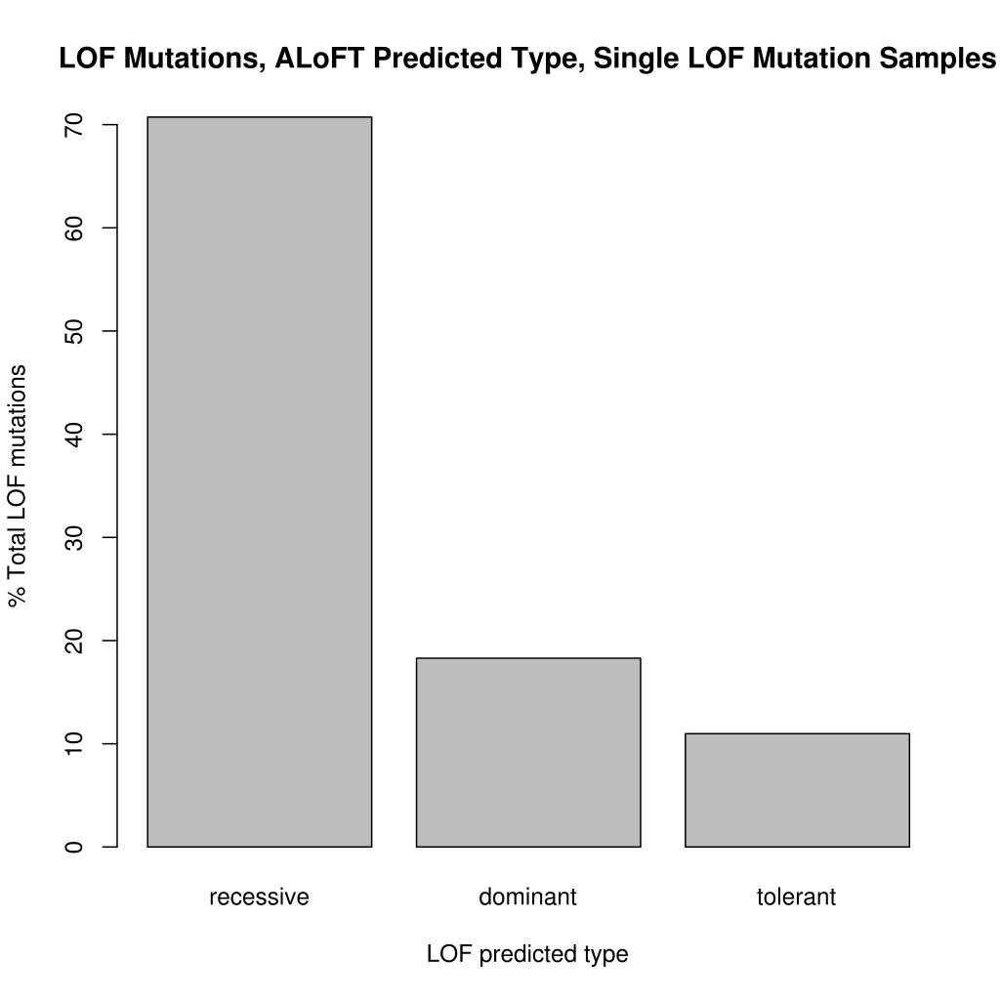 LOF Mutations, ALoFT Predicted Type, Single LOF Mutation Samples
% Total LOF mutations
70
60
50
40
30
20
10
0
recessive dominant tolerant
LOF predicted type